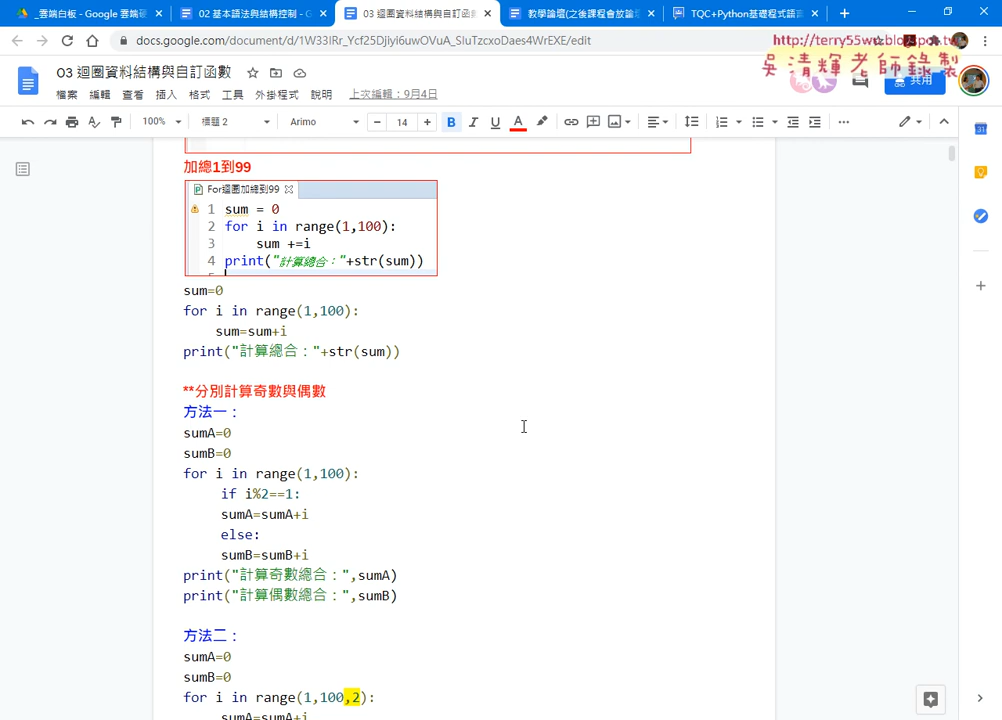 _雲端白板 - Google 雲端硬
02 基本語法與結構控制 - G
03 迴圈資料結構與自訂函數
教學論壇(之後課程會放論壇
TQC+Python基礎程式語言
docs.google.com/document/d/1W33IRr_Ycf25Djiyi6uwOVuA_SIuTzcxoDaes4WrEXE/edit
http://terry55wu.blogspot.tw
吳清輝老師錄製
03 迴圈資料結構與自訂函數
檔案 編輯 查看 插入 格式 工具 外掛程式 說明 上次編輯：9月4日
共用
100% 標題 2 Arimo 14 B I U A
加總1到99
For迴圈加總到99
1 sum = 0
2 for i in range(1,100):
3 sum +=i
4 print("計算總合："+str(sum))
5
sum=0
for i in range(1,100):
sum=sum+i
print("計算總合："+str(sum))
**分別計算奇數與偶數
方法一：
sumA=0
sumB=0
for i in range(1,100):
if i%2==1:
sumA=sumA+i
else:
sumB=sumB+i
print("計算奇數總合：",sumA)
print("計算偶數總合：",sumB)
方法二：
sumA=0
sumB=0
for i in range(1,100,2):
sumA=sumA+i